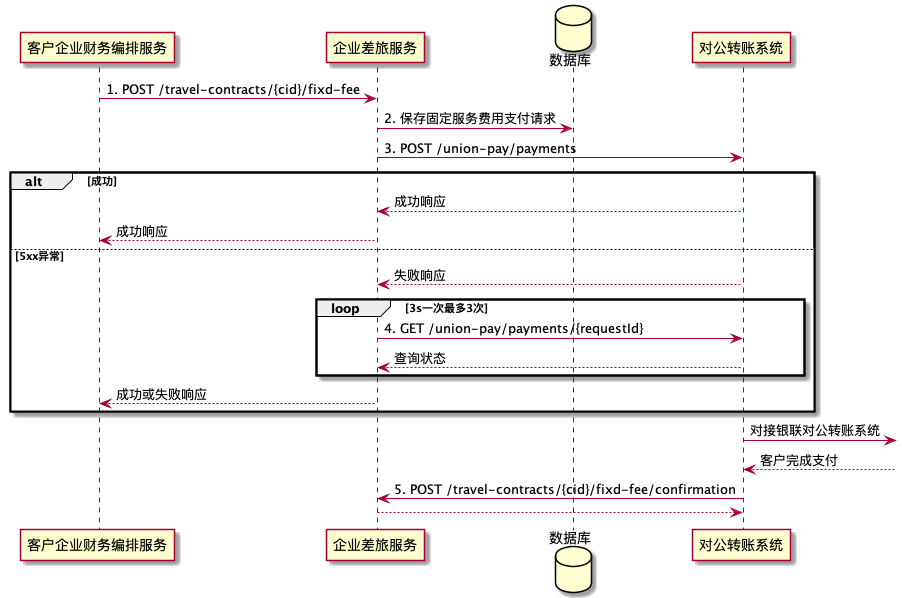 数据库
客户企业财务编排服务
企业差旅服务
对公转账系统
1. POST /travel-contracts/{cid}/fixd-fee
2. 保存固定服务费用支付请求
3. POST /union-pay/payments
alt
[成功]
成功响应
成功响应
[5xx异常]
失败响应
loop
[3s一次最多3次]
4. GET /union-pay/payments/{requestId}
查询状态
成功或失败响应
对接银联对公转账系统
客户完成支付
5. POST /travel-contracts/{cid}/fixd-fee/confirmation
客户企业财务编排服务
企业差旅服务
数据库
对公转账系统